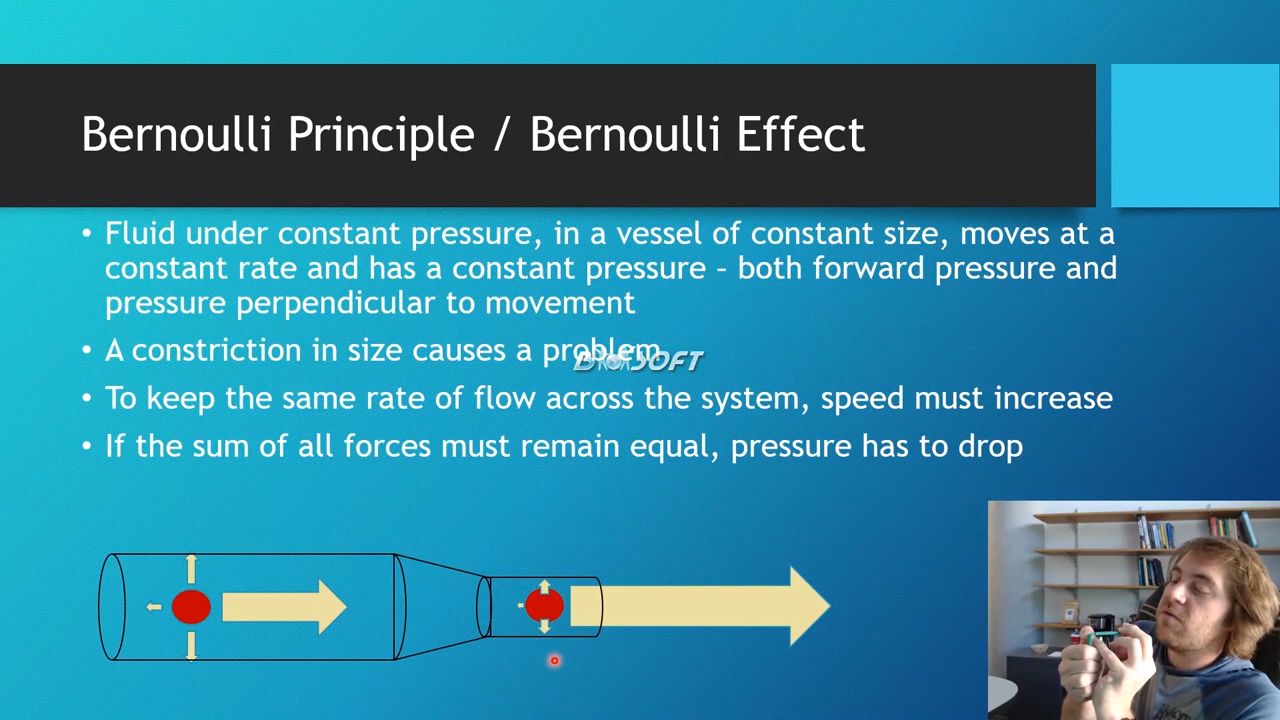 Bernoulli Principle / Bernoulli Effect
• Fluid under constant pressure, in a vessel of constant size, moves at a
constant rate and has a constant pressure – both forward pressure and
pressure perpendicular to movement
• A constriction in size causes a problem
BROSOFT
• To keep the same rate of flow across the system, speed must increase
• If the sum of all forces must remain equal, pressure has to drop